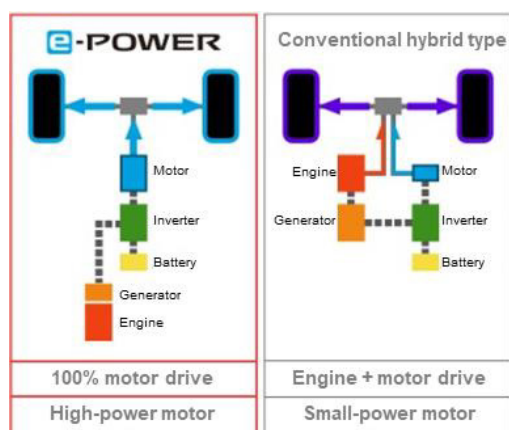 e-POWER
Motor
Inverter
Battery
Generator
Engine
100% motor drive
High-power motor
Conventional hybrid type
Engine
Motor
Generator
Inverter
Battery
Engine + motor drive
Small-power motor